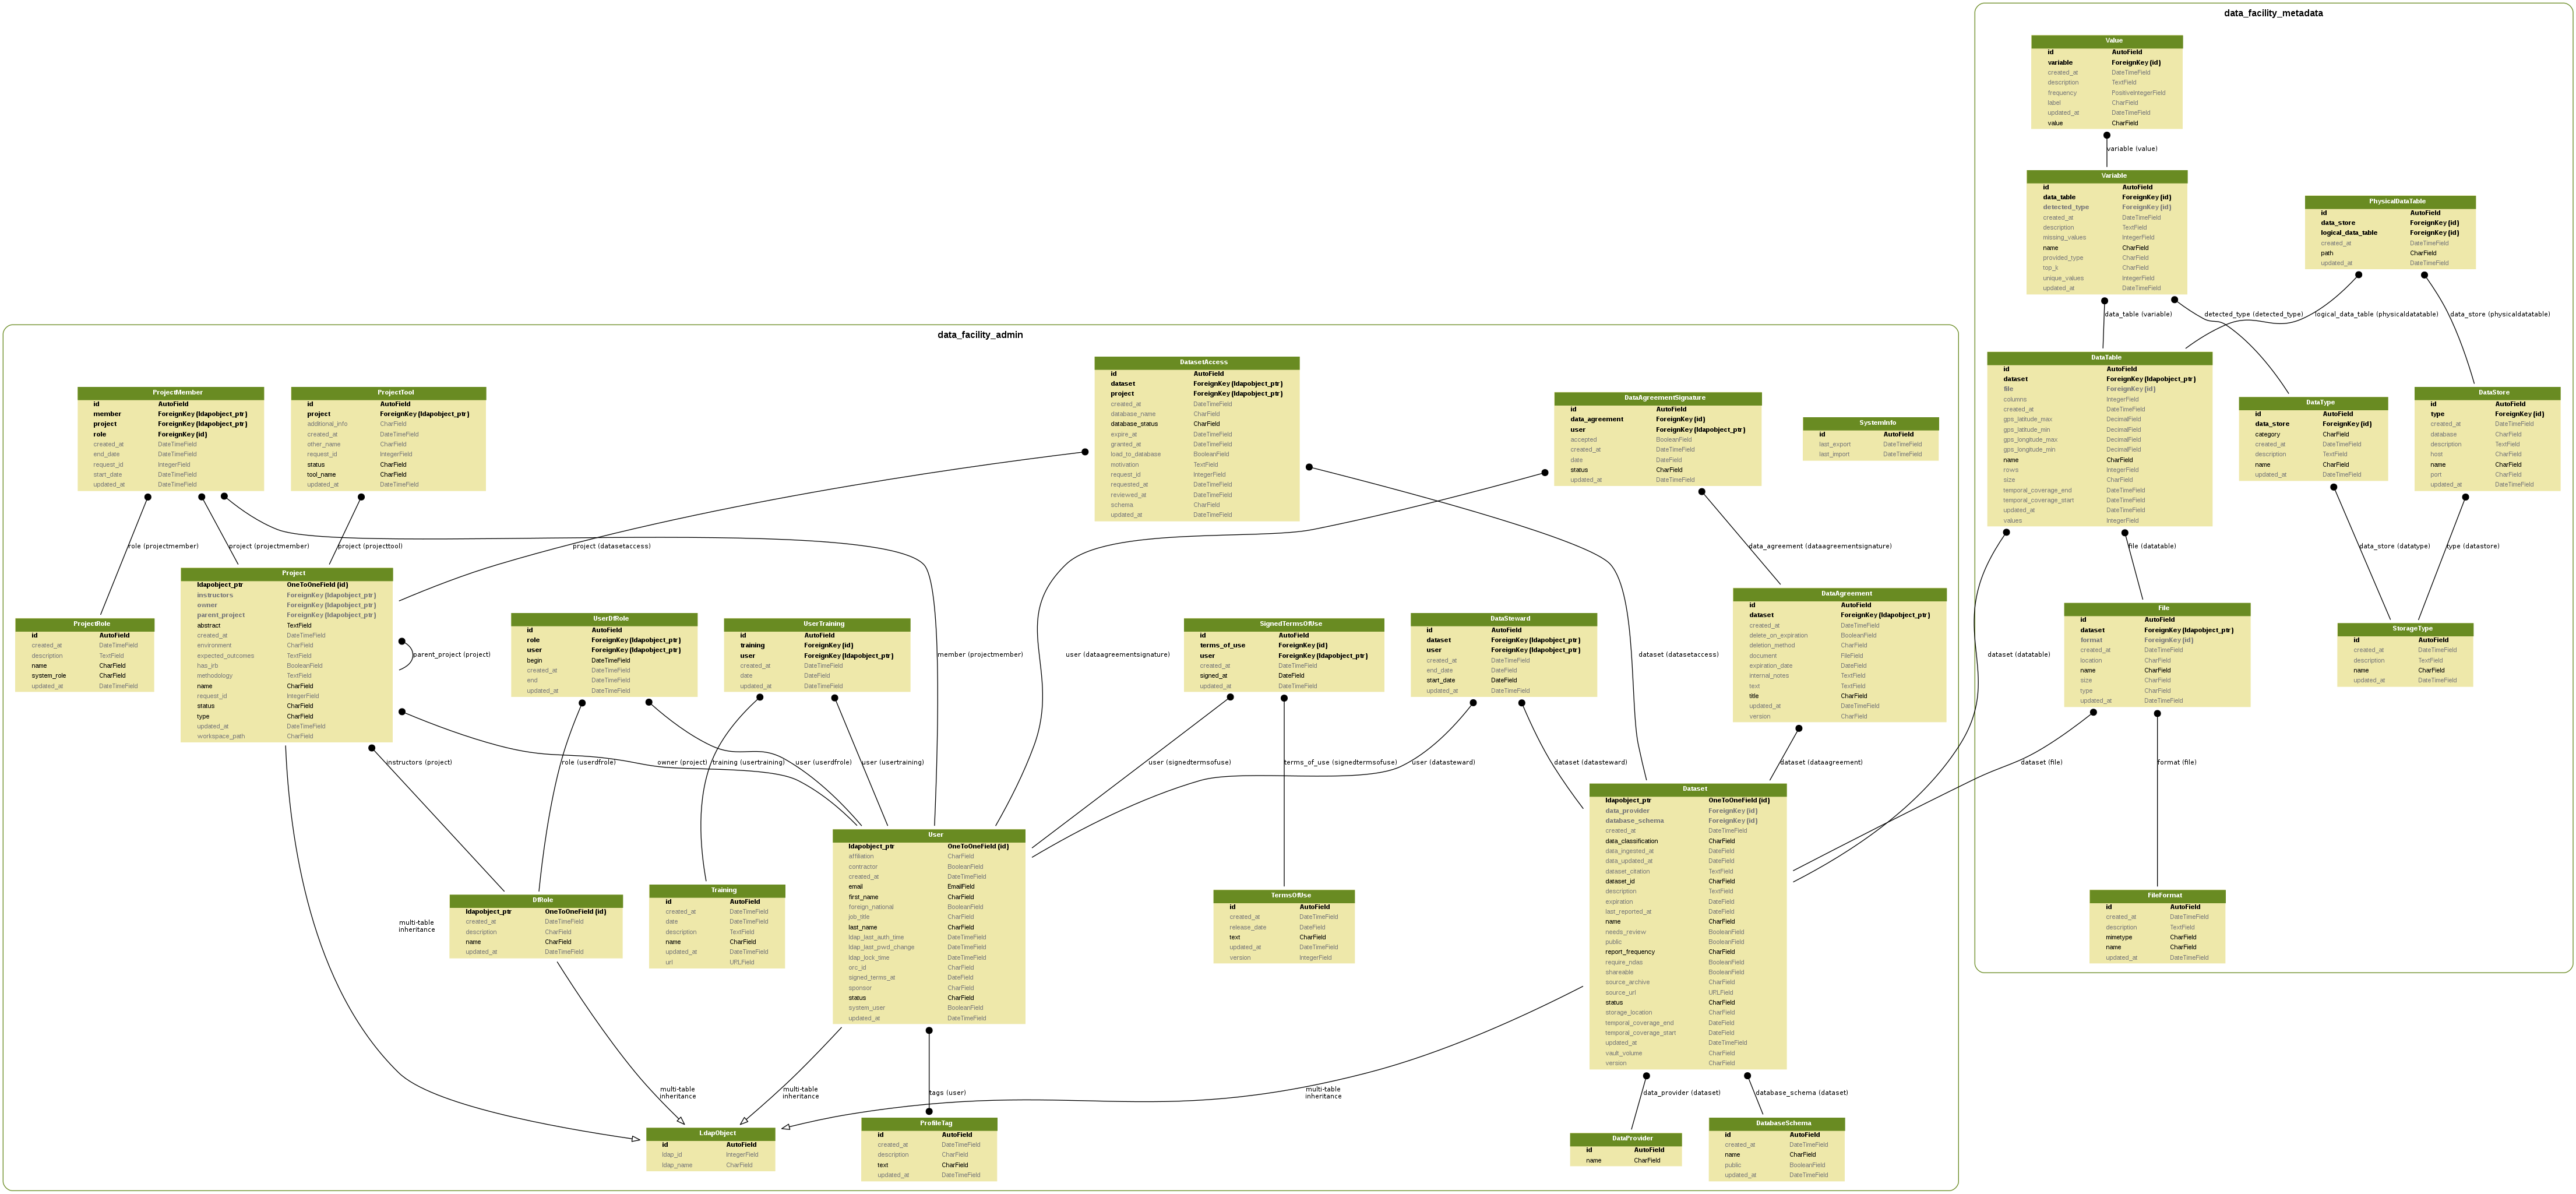 data_facility_metadata
Value
id AutoField
variable ForeignKey (id)
created_at DateTimeField
description TextField
frequency PositiveIntegerField
label CharField
updated_at DateTimeField
value CharField
variable (value)
Variable
id AutoField
data_table ForeignKey (id)
detected_type ForeignKey (id)
created_at DateTimeField
description TextField
missing_values IntegerField
name CharField
provided_type CharField
top_k CharField
unique_values IntegerField
updated_at DateTimeField
PhysicalDataTable
id AutoField
data_store ForeignKey (id)
logical_data_table ForeignKey (id)
created_at DateTimeField
path CharField
updated_at DateTimeField
data_table (variable)
detected_type (detected_type)
logical_data_table (physicaldatatable)
data_store (physicaldatatable)
DataTable
id AutoField
dataset ForeignKey (ldapobject_ptr)
file ForeignKey (id)
columns IntegerField
created_at DateTimeField
gps_latitude_max DecimalField
gps_latitude_min DecimalField
gps_longitude_max DecimalField
gps_longitude_min DecimalField
name CharField
rows IntegerField
size CharField
temporal_coverage_end DateTimeField
temporal_coverage_start DateTimeField
updated_at DateTimeField
values IntegerField
DataType
id AutoField
data_store ForeignKey (id)
category CharField
created_at DateTimeField
description TextField
name CharField
updated_at DateTimeField
DataStore
id AutoField
type ForeignKey (id)
created_at DateTimeField
database CharField
description TextField
host CharField
name CharField
port CharField
updated_at DateTimeField
dataset (datatable)
file (datatable)
data_store (datatype)
type (datastore)
File
id AutoField
dataset ForeignKey (ldapobject_ptr)
format ForeignKey (id)
created_at DateTimeField
location CharField
name CharField
size CharField
type CharField
updated_at DateTimeField
StorageType
id AutoField
created_at DateTimeField
description TextField
name CharField
updated_at DateTimeField
dataset (file)
format (file)
FileFormat
id AutoField
created_at DateTimeField
description TextField
mimetype CharField
name CharField
updated_at DateTimeField
data_facility_admin
ProjectMember
id AutoField
member ForeignKey (ldapobject_ptr)
project ForeignKey (ldapobject_ptr)
role ForeignKey (id)
created_at DateTimeField
end_date DateTimeField
request_id IntegerField
start_date DateTimeField
updated_at DateTimeField
ProjectTool
id AutoField
project ForeignKey (ldapobject_ptr)
additional_info CharField
created_at DateTimeField
other_name CharField
request_id IntegerField
status CharField
tool_name CharField
updated_at DateTimeField
DatasetAccess
id AutoField
dataset ForeignKey (ldapobject_ptr)
project ForeignKey (ldapobject_ptr)
created_at DateTimeField
database_name CharField
database_status CharField
expire_at DateTimeField
granted_at DateTimeField
load_to_database BooleanField
motivation TextField
request_id IntegerField
requested_at DateTimeField
reviewed_at DateTimeField
schema CharField
updated_at DateTimeField
DataAgreementSignature
id AutoField
data_agreement ForeignKey (id)
user ForeignKey (ldapobject_ptr)
accepted BooleanField
created_at DateTimeField
date DateField
status CharField
updated_at DateTimeField
SystemInfo
id AutoField
last_export DateTimeField
last_import DateTimeField
role (projectmember)
project (projectmember)
project (projecttool)
project (datasetaccess)
data_agreement (dataagreementsignature)
Project
ldapobject_ptr OneToOneField (id)
instructors ForeignKey (ldapobject_ptr)
owner ForeignKey (ldapobject_ptr)
parent_project ForeignKey (ldapobject_ptr)
abstract TextField
created_at DateTimeField
environment CharField
expected_outcomes TextField
has_irb BooleanField
methodology TextField
name CharField
request_id IntegerField
status CharField
type CharField
updated_at DateTimeField
workspace_path CharField
ProjectRole
id AutoField
created_at DateTimeField
description TextField
name CharField
system_role CharField
updated_at DateTimeField
parent_project (project)
UserDfRole
id AutoField
role ForeignKey (ldapobject_ptr)
user ForeignKey (ldapobject_ptr)
begin DateTimeField
created_at DateTimeField
end DateTimeField
updated_at DateTimeField
UserTraining
id AutoField
training ForeignKey (id)
user ForeignKey (ldapobject_ptr)
created_at DateTimeField
date DateField
updated_at DateTimeField
member (projectmember)
user (dataagreementsignature)
SignedTermsOfUse
id AutoField
terms_of_use ForeignKey (id)
user ForeignKey (ldapobject_ptr)
created_at DateTimeField
signed_at DateField
updated_at DateTimeField
DataSteward
id AutoField
dataset ForeignKey (ldapobject_ptr)
user ForeignKey (ldapobject_ptr)
created_at DateTimeField
end_date DateField
start_date DateField
updated_at DateTimeField
dataset (datasetaccess)
DataAgreement
id AutoField
dataset ForeignKey (ldapobject_ptr)
created_at DateTimeField
delete_on_expiration BooleanField
deletion_method CharField
document FileField
expiration_date DateField
internal_notes TextField
text TextField
title CharField
updated_at DateTimeField
version CharField
instructors (project)
role (userdfrole)
owner (project)
training (usertraining)
user (userdfrole)
user (usertraining)
user (signedtermsofuse)
terms_of_use (signedtermsofuse)
user (datasteward)
dataset (datasteward)
dataset (dataagreement)
User
ldapobject_ptr OneToOneField (id)
affiliation CharField
contractor BooleanField
created_at DateTimeField
email EmailField
first_name CharField
foreign_national BooleanField
job_title CharField
last_name CharField
ldap_last_auth_time DateTimeField
ldap_last_pwd_change DateTimeField
ldap_lock_time DateTimeField
orc_id CharField
signed_terms_at DateField
sponsor CharField
status CharField
system_user BooleanField
updated_at DateTimeField
Dataset
ldapobject_ptr OneToOneField (id)
data_provider ForeignKey (id)
database_schema ForeignKey (id)
created_at DateTimeField
data_classification CharField
data_ingested_at DateField
data_updated_at DateField
dataset_citation TextField
dataset_id CharField
description TextField
expiration DateField
last_reported_at DateField
name CharField
needs_review BooleanField
public BooleanField
report_frequency CharField
require_ndas BooleanField
shareable BooleanField
source_archive CharField
source_url URLField
status CharField
storage_location CharField
temporal_coverage_end DateField
temporal_coverage_start DateField
updated_at DateTimeField
vault_volume CharField
version CharField
DfRole
ldapobject_ptr OneToOneField (id)
created_at DateTimeField
description CharField
name CharField
updated_at DateTimeField
Training
id AutoField
created_at DateTimeField
date DateTimeField
description TextField
name CharField
updated_at DateTimeField
url URLField
TermsOfUse
id AutoField
created_at DateTimeField
release_date DateField
text CharField
updated_at DateTimeField
version IntegerField
multi-table
inheritance
multi-table
inheritance
multi-table
inheritance
tags (user)
multi-table
inheritance
data_provider (dataset)
database_schema (dataset)
LdapObject
id AutoField
ldap_id IntegerField
ldap_name CharField
ProfileTag
id AutoField
created_at DateTimeField
description CharField
text CharField
updated_at DateTimeField
DataProvider
id AutoField
name CharField
DatabaseSchema
id AutoField
created_at DateTimeField
name CharField
public BooleanField
updated_at DateTimeField